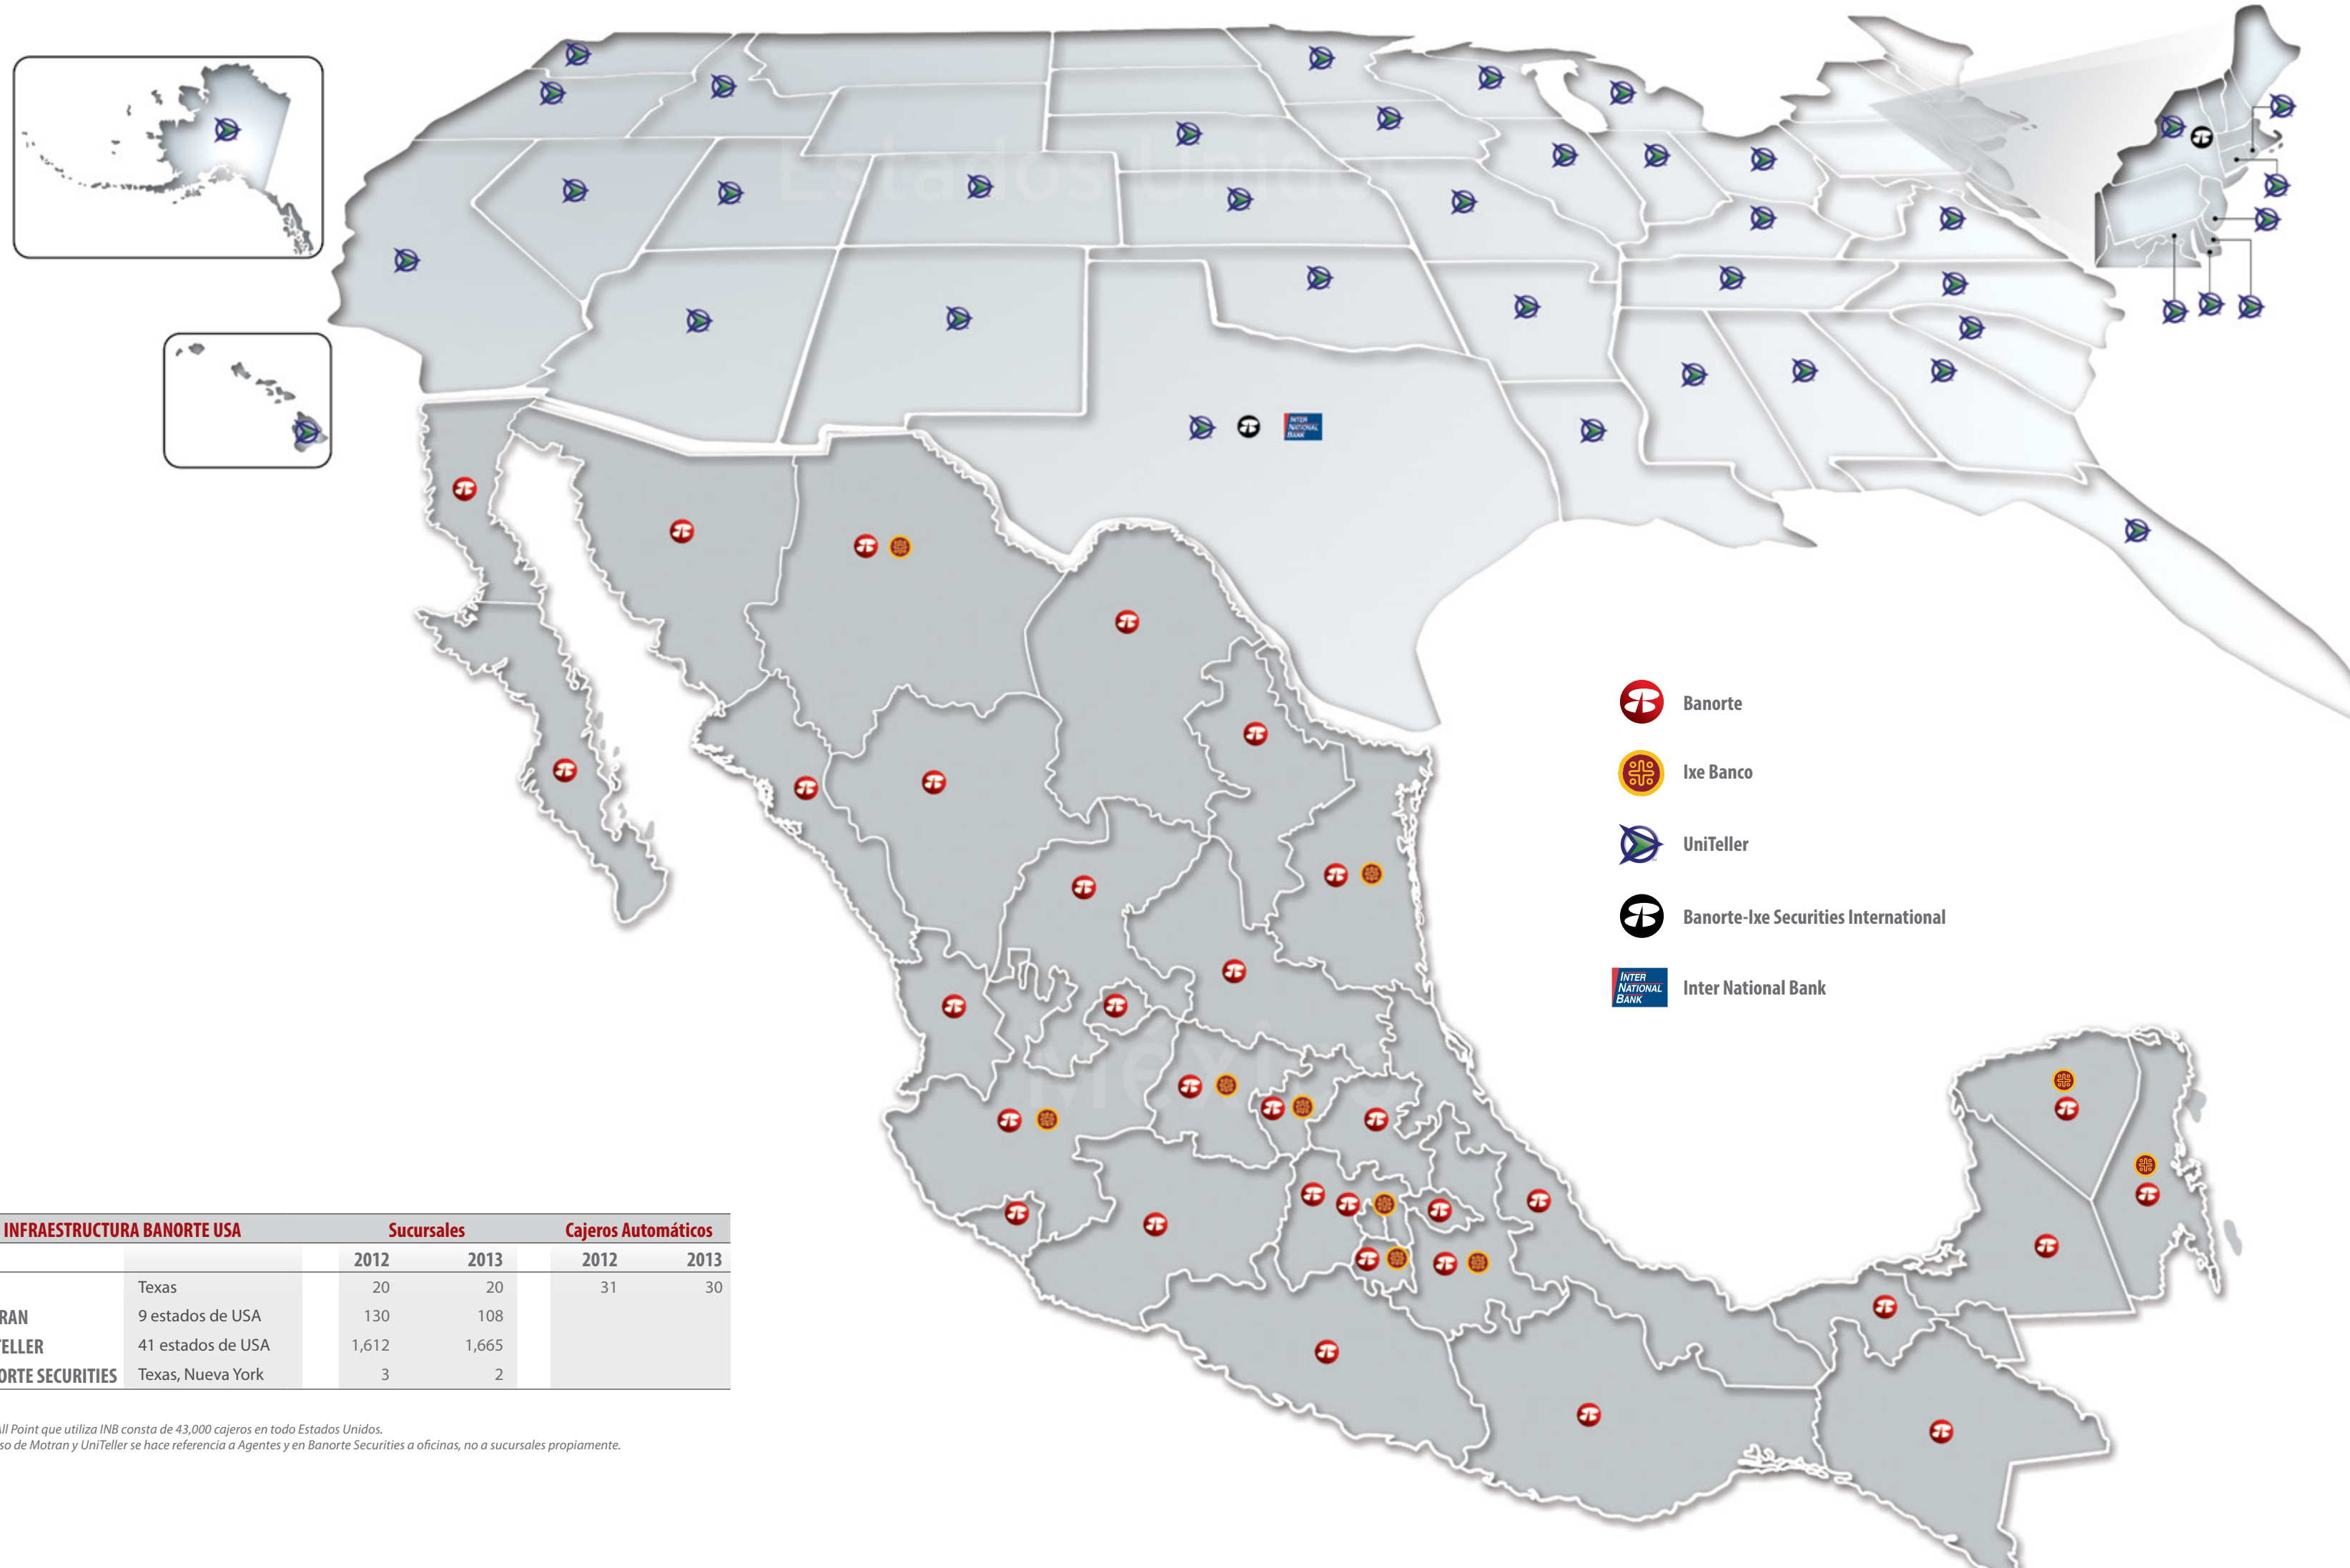 Estados Unidos
INTER
NATIONAL
BANK
Banorte
Ixe Banco
UniTeller
Banorte-Ixe Securities International
INTER
NATIONAL
BANK
Inter National Bank
México
INFRAESTRUCTURA BANORTE USA Sucursales Cajeros Automáticos
2012 2013 2012 2013
Texas 20 20 31 30
RAN 9 estados de USA 130 108
ELLER 41 estados de USA 1,612 1,665
ORTE SECURITIES Texas, Nueva York 3 2
ll Point que utiliza INB consta de 43,000 cajeros en todo Estados Unidos.
so de Motran y UniTeller se hace referencia a Agentes y en Banorte Securities a oficinas, no a sucursales propiamente.